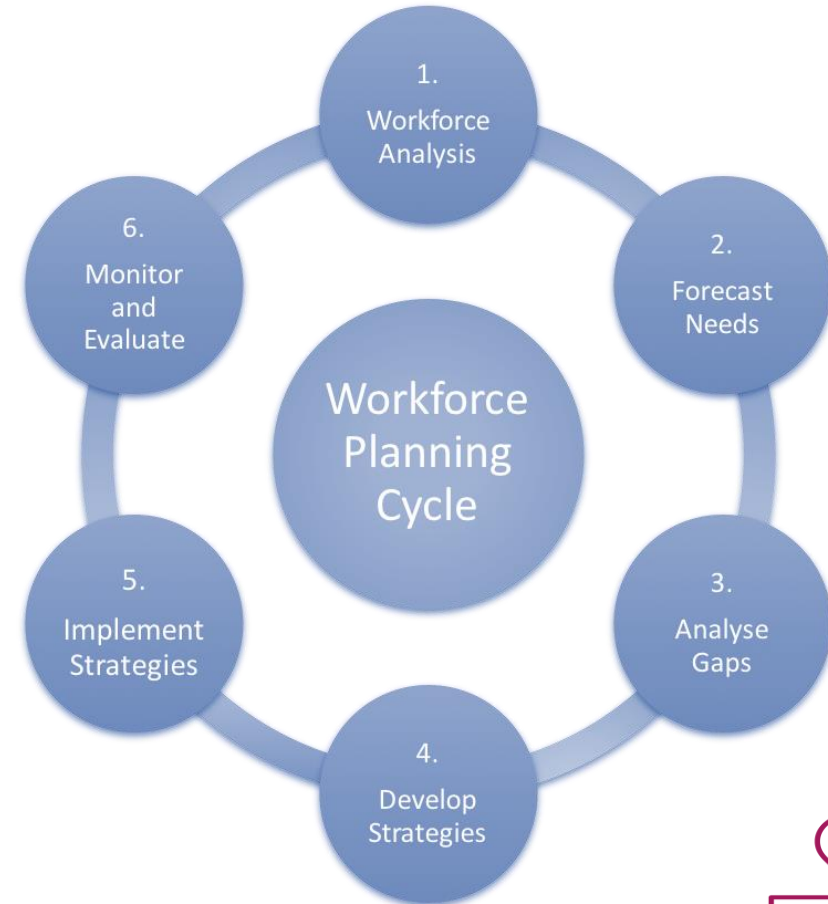 1.
Workforce
Analysis
2.
Forecast
Needs
3.
Analyse
Gaps
4.
Develop
Strategies
5.
Implement
Strategies
6.
Monitor
and
Evaluate
Workforce
Planning
Cycle